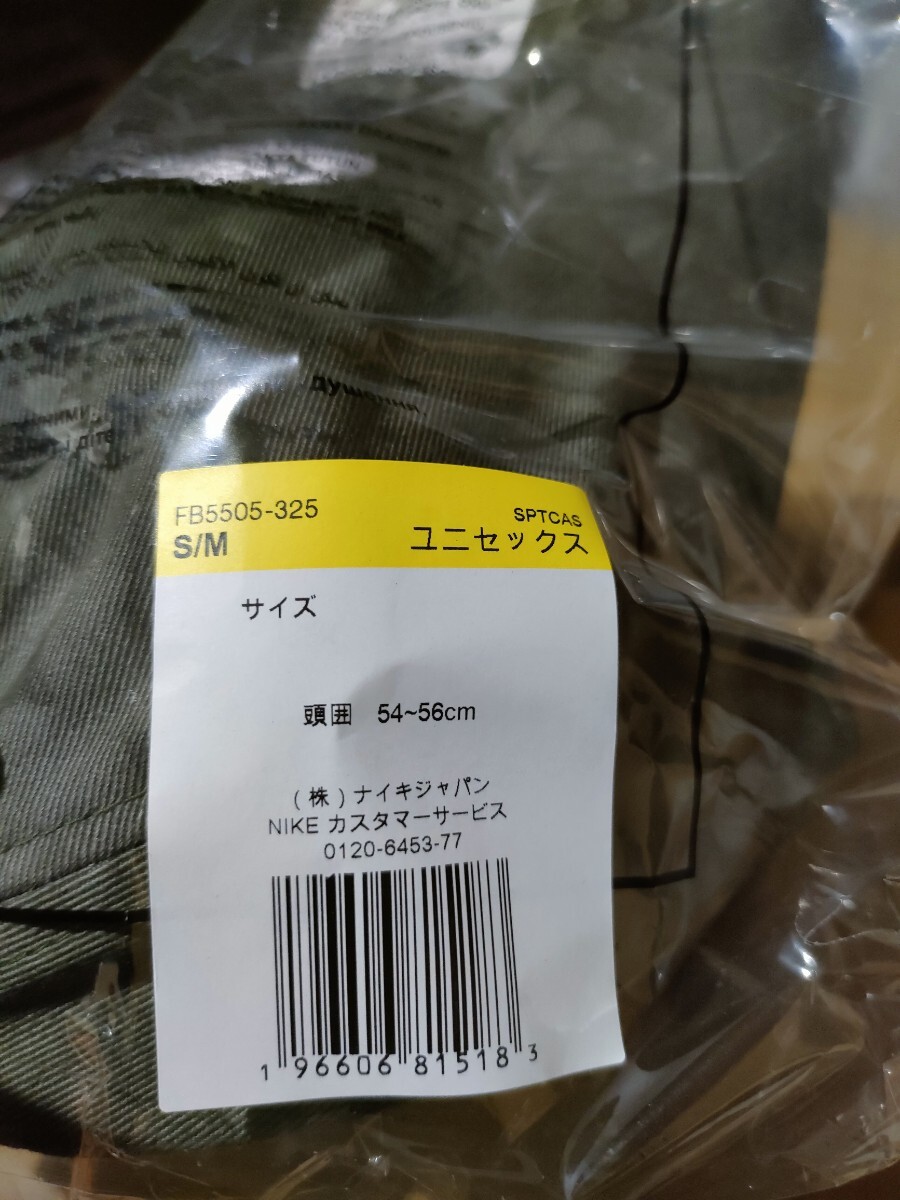 душення.
FB5505-325
SPTCAS
S/M
ユニセックス
サイズ
頭囲 54~56cm
(株)ナイキジャパン
NIKE カスタマーサービス
0120-6453-77
1 96606 81518 3